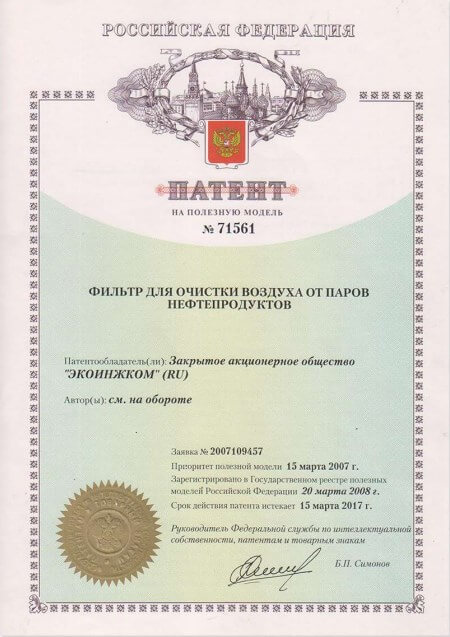 РОССИЙСКАЯ ФЕДЕРАЦИЯ
ПАТЕНТ
НА ПОЛЕЗНУЮ МОДЕЛЬ
№ 71561
ФИЛЬТР ДЛЯ ОЧИСТКИ ВОЗДУХА ОТ ПАРОВ
НЕФТЕПРОДУКТОВ
Патентообладатель(ли): Закрытое акционерное общество
"ЭКОИНЖКОМ" (RU)
Автор(ы): см. на обороте
Заявка № 2007109457
Приоритет полезной модели 15 марта 2007 г.
Зарегистрировано в Государственном реестре полезных
моделей Российской Федерации 20 марта 2008 г.
Срок действия патента истекает 15 марта 2017 г.
Руководитель Федеральной службы по интеллектуальной
собственности, патентам и товарным знакам
Б.П. Симонов